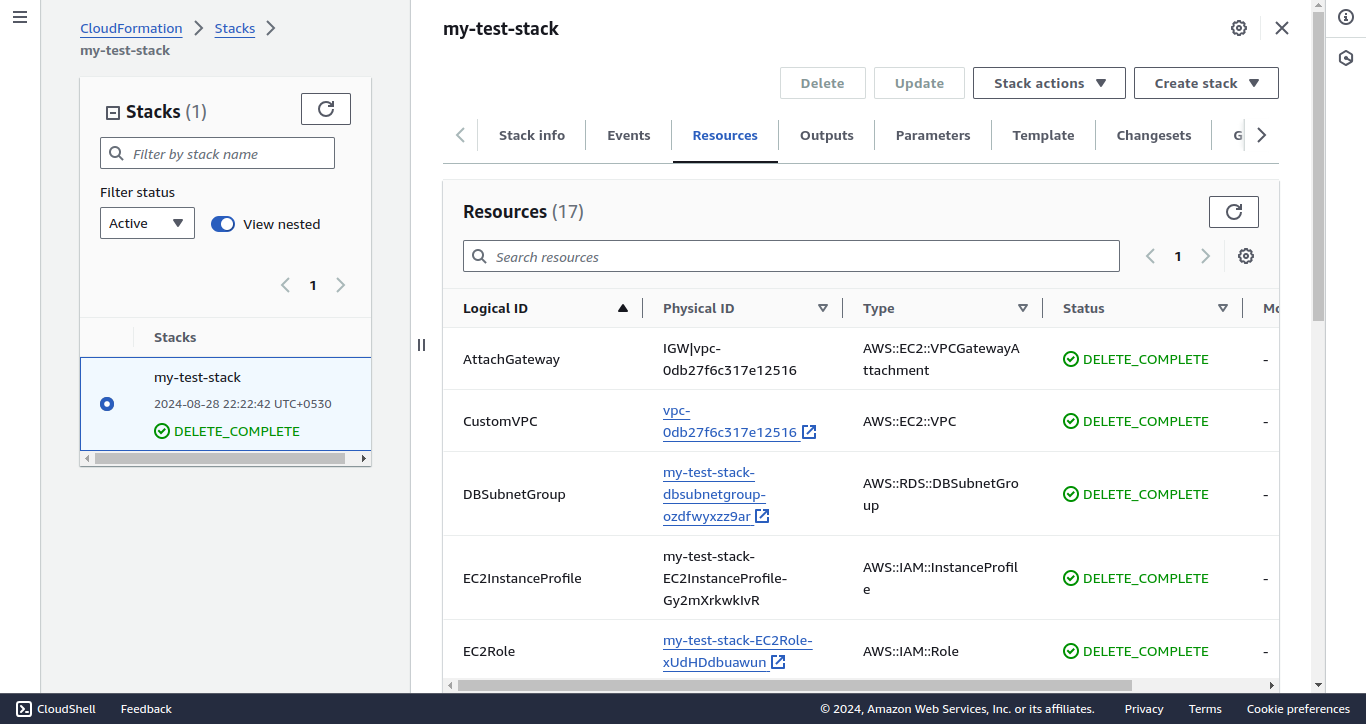 CloudFormation
Stacks
my-test-stack
Stacks (1)
Filter by stack name
Filter status
Active
View nested
1
Stacks
my-test-stack
2024-08-28 22:22:42 UTC+0530
DELETE_COMPLETE
my-test-stack
Delete
Update
Stack actions
Create stack
Stack info
Events
Resources
Outputs
Parameters
Template
Changesets
G
Resources (17)
Search resources
1
Logical ID
Physical ID
Type
Status
Mo
AttachGateway
IGW|vpc-
0db27f6c317e12516
AWS::EC2::VPCGatewayA
ttachment
DELETE_COMPLETE
-
CustomVPC
vpc-
0db27f6c317e12516
AWS::EC2::VPC
DELETE_COMPLETE
-
DBSubnetGroup
my-test-stack-
dbsubnetgroup-
ozdfwyxzz9ar
AWS::RDS::DBSubnetGro
up
DELETE_COMPLETE
-
EC2InstanceProfile
my-test-stack-
EC2InstanceProfile-
Gy2mXrkwkIvR
AWS::IAM::InstanceProfil
e
DELETE_COMPLETE
-
EC2Role
my-test-stack-EC2Role-
xUdHDdbuawun
AWS::IAM::Role
DELETE_COMPLETE
-
CloudShell
Feedback
© 2024, Amazon Web Services, Inc. or its affiliates.
Privacy
Terms
Cookie preferences